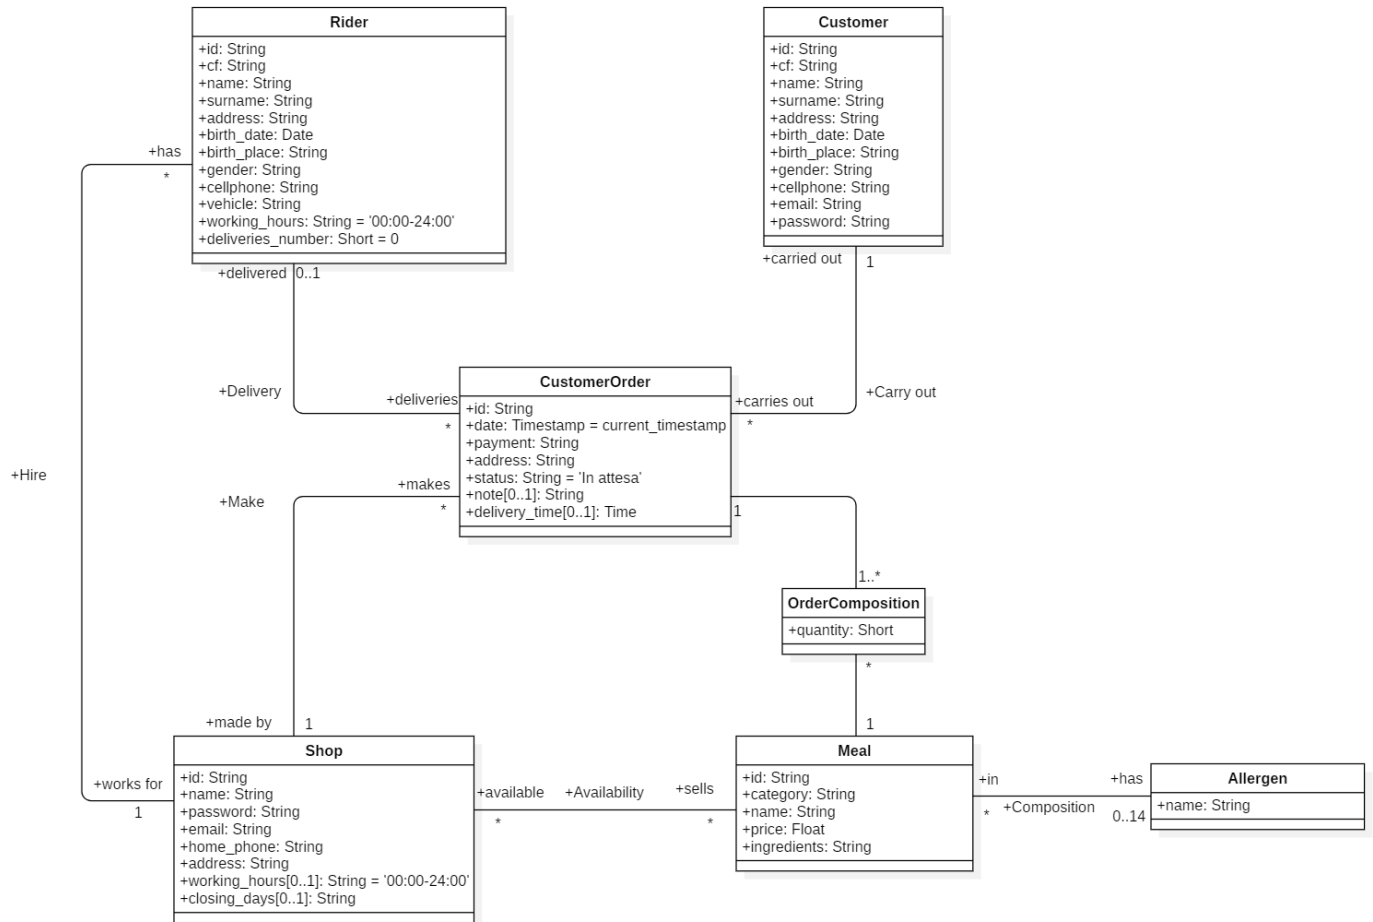 Rider
+id: String
+cf: String
+name: String
+surname: String
+address: String
+birth_date: Date
+birth_place: String
+gender: String
+cellphone: String
+vehicle: String
+working_hours: String = '00:00-24:00'
+deliveries_number: Short = 0
Customer
+id: String
+cf: String
+name: String
+surname: String
+address: String
+birth_date: Date
+birth_place: String
+gender: String
+cellphone: String
+email: String
+password: String
+has
*
+delivered 0..1
+carried out 1
+Delivery
+deliveries
*
+carries out
*
+Carry out
CustomerOrder
+id: String
+date: Timestamp = current_timestamp
+payment: String
+address: String
+status: String = 'In attesa'
+note[0..1]: String
+delivery_time[0..1]: Time
+Hire
+Make
+makes
*
1
1..*
OrderComposition
+quantity: Short
*
+made by 1
1
Shop
+id: String
+name: String
+password: String
+email: String
+home_phone: String
+address: String
+working_hours[0..1]: String = '00:00-24:00'
+closing_days[0..1]: String
+works for
1
+available
*
+Availability
+sells
*
Meal
+id: String
+category: String
+name: String
+price: Float
+ingredients: String
+in
*
+Composition
+has
0..14
Allergen
+name: String